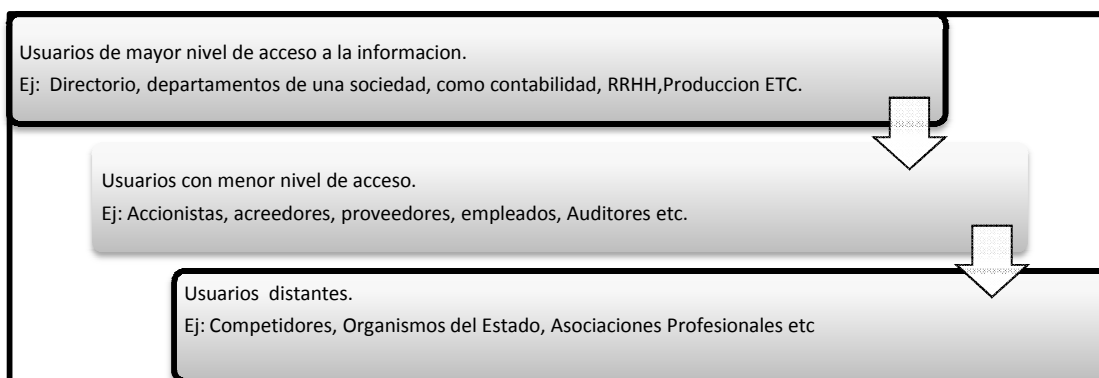 Usuarios de mayor nivel de acceso a la informacion.
Ej: Directorio, departamentos de una sociedad, como contabilidad, RRHH,Produccion ETC.
Usuarios con menor nivel de acceso.
Ej: Accionistas, acreedores, proveedores, empleados, Auditores etc.
Usuarios distantes.
Ej: Competidores, Organismos del Estado, Asociaciones Profesionales etc